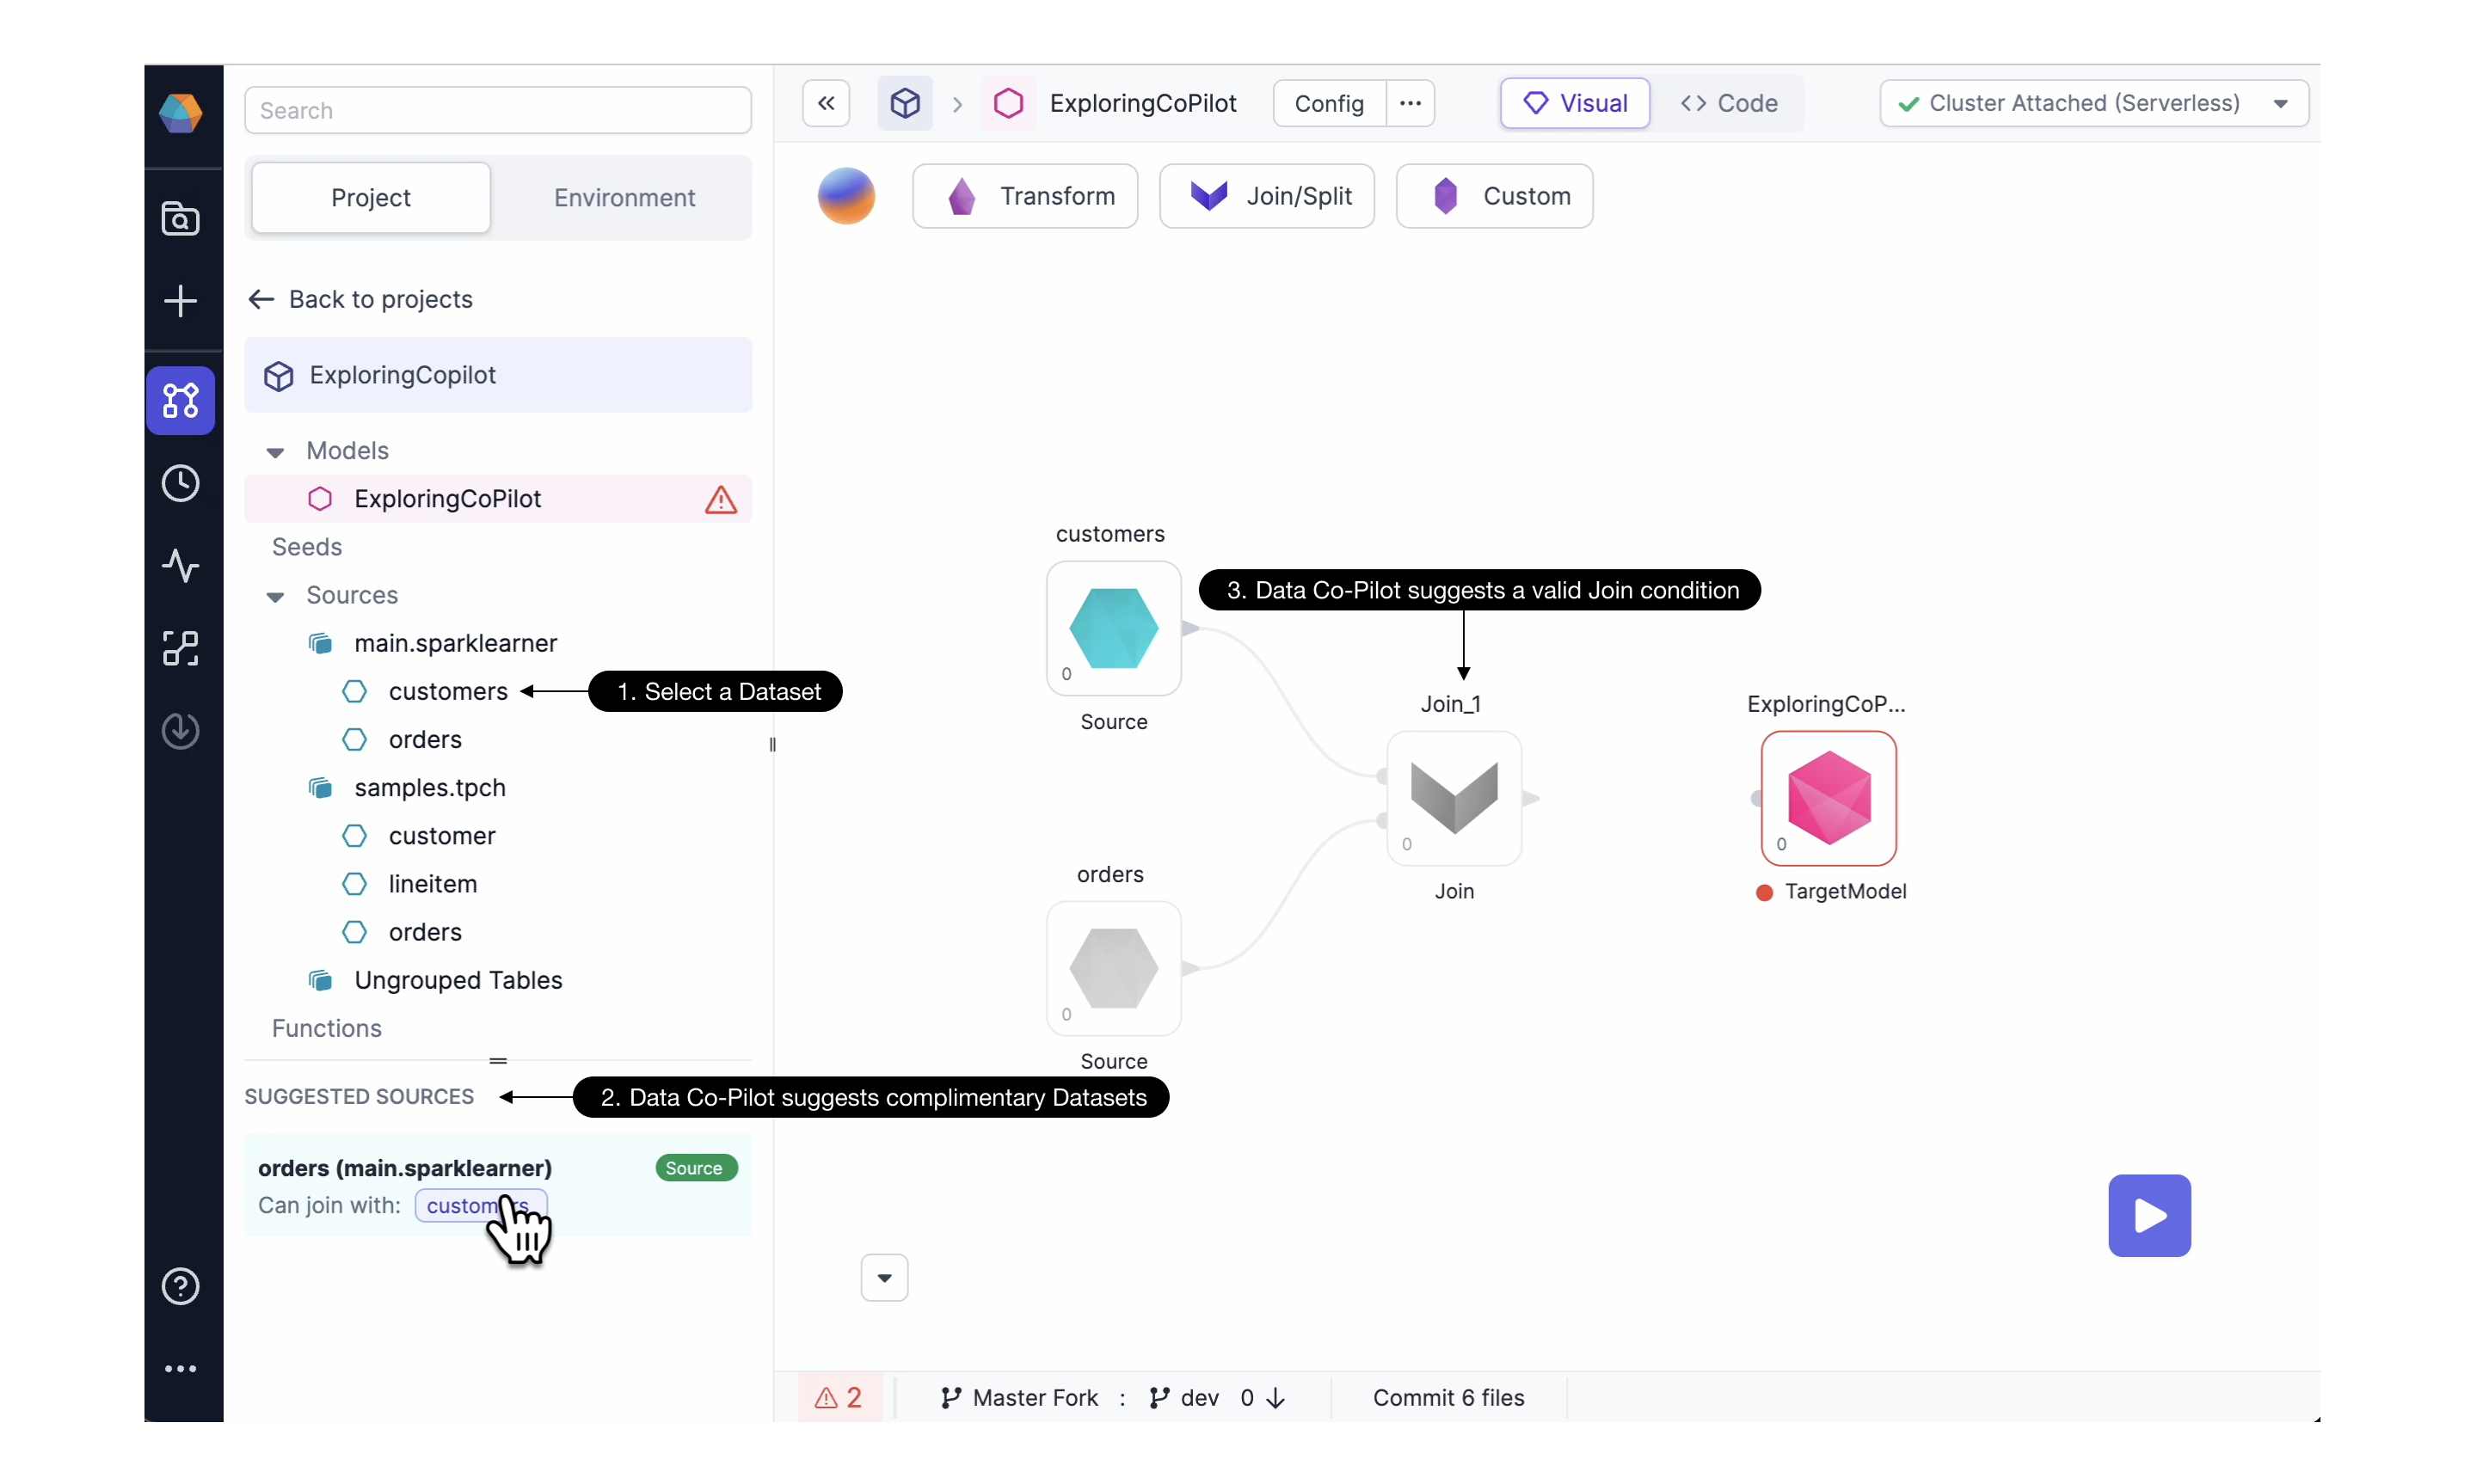 Search
ExploringCoPilot
Config
Visual
Code
Cluster Attached (Serverless)
Project
Environment
Transform
Join/Split
Custom
Back to projects
ExploringCopilot
Models
ExploringCoPilot
Seeds
Sources
main.sparklearner
customers
1. Select a Dataset
orders
samples.tpch
customer
lineitem
orders
Ungrouped Tables
Functions
SUGGESTED SOURCES
2. Data Co-Pilot suggests complimentary Datasets
orders (main.sparklearner)
Source
Can join with:
customers
customers
0
Source
3. Data Co-Pilot suggests a valid Join condition
Join_1
0
Join
ExploringCoP...
0
TargetModel
orders
0
Source
2
Master Fork : dev 0
Commit 6 files